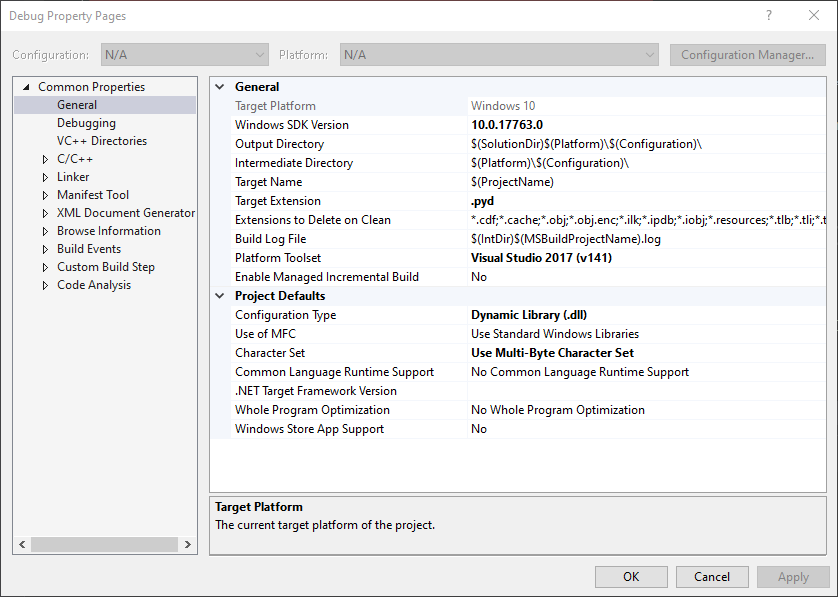 Debug Property Pages
?
Configuration: N/A Platform: N/A Configuration Manager...
Common Properties
General
Debugging
VC++ Directories
C/C++
Linker
Manifest Tool
XML Document Generator
Browse Information
Build Events
Custom Build Step
Code Analysis
General
Target Platform Windows 10
Windows SDK Version 10.0.17763.0
Output Directory $(SolutionDir)$(Platform)\$(Configuration)\
Intermediate Directory $(Platform)\$(Configuration)\
Target Name $(ProjectName)
Target Extension .pyd
Extensions to Delete on Clean *.cdf;*.cache;*.obj;*.obj.enc;*.ilk;*.ipdb;*.iobj;*.resources;*.tlb;*.tli;*.t
Build Log File $(IntDir)$(MSBuildProjectName).log
Platform Toolset Visual Studio 2017 (v141)
Enable Managed Incremental Build No
Project Defaults
Configuration Type Dynamic Library (.dll)
Use of MFC Use Standard Windows Libraries
Character Set Use Multi-Byte Character Set
Common Language Runtime Support No Common Language Runtime Support
.NET Target Framework Version
Whole Program Optimization No Whole Program Optimization
Windows Store App Support No
Target Platform
The current target platform of the project.
OK Cancel Apply